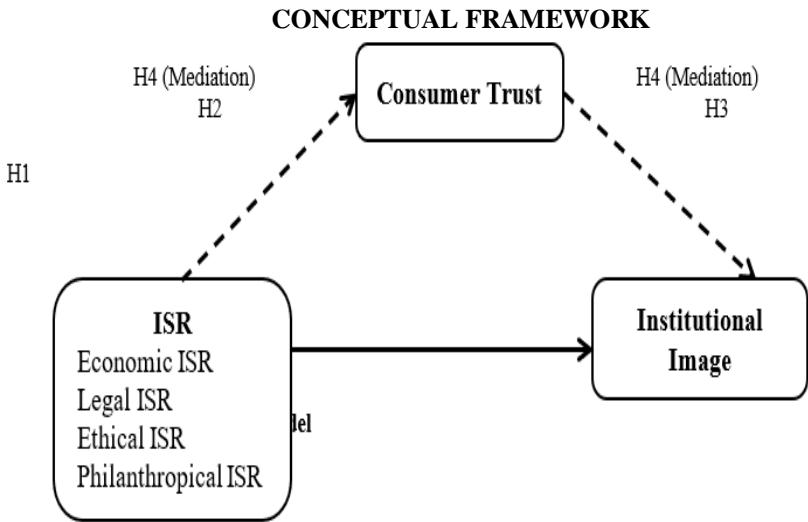 CONCEPTUAL FRAMEWORK
H4 (Mediation)
H2
Consumer Trust
H4 (Mediation)
H3
H1
ISR
Economic ISR
Legal ISR
Ethical ISR
Philanthropical ISR
Institutional
Image